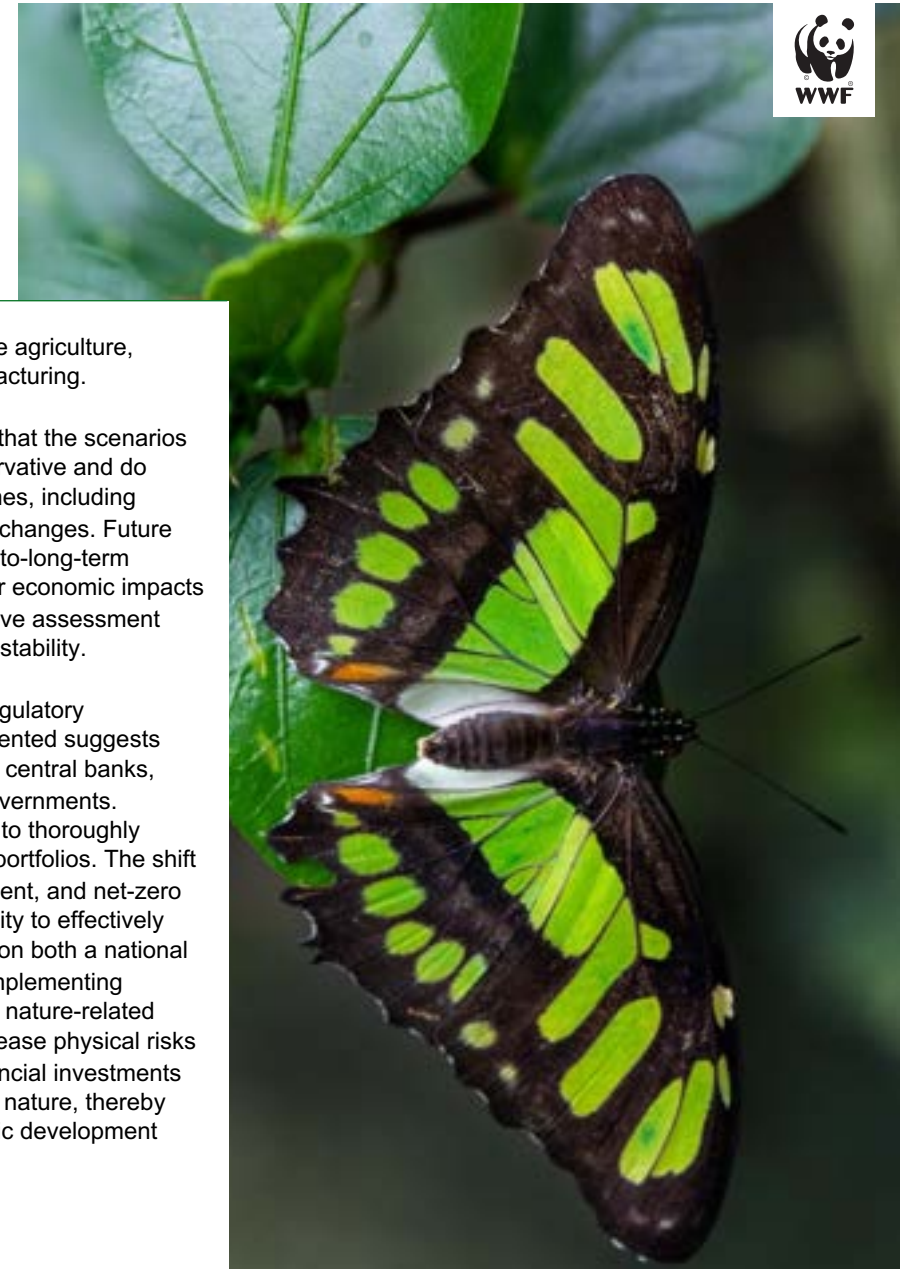 WWF
e agriculture,
acturing.
that the scenarios
rvative and do
nes, including
changes. Future
to-long-term
r economic impacts
ve assessment
stability.
gulatory
ented suggests
central banks,
vernments.
to thoroughly
portfolios. The shift
ent, and net-zero
ity to effectively
on both a national
nplementing
nature-related
ease physical risks
ncial investments
nature, thereby
c development